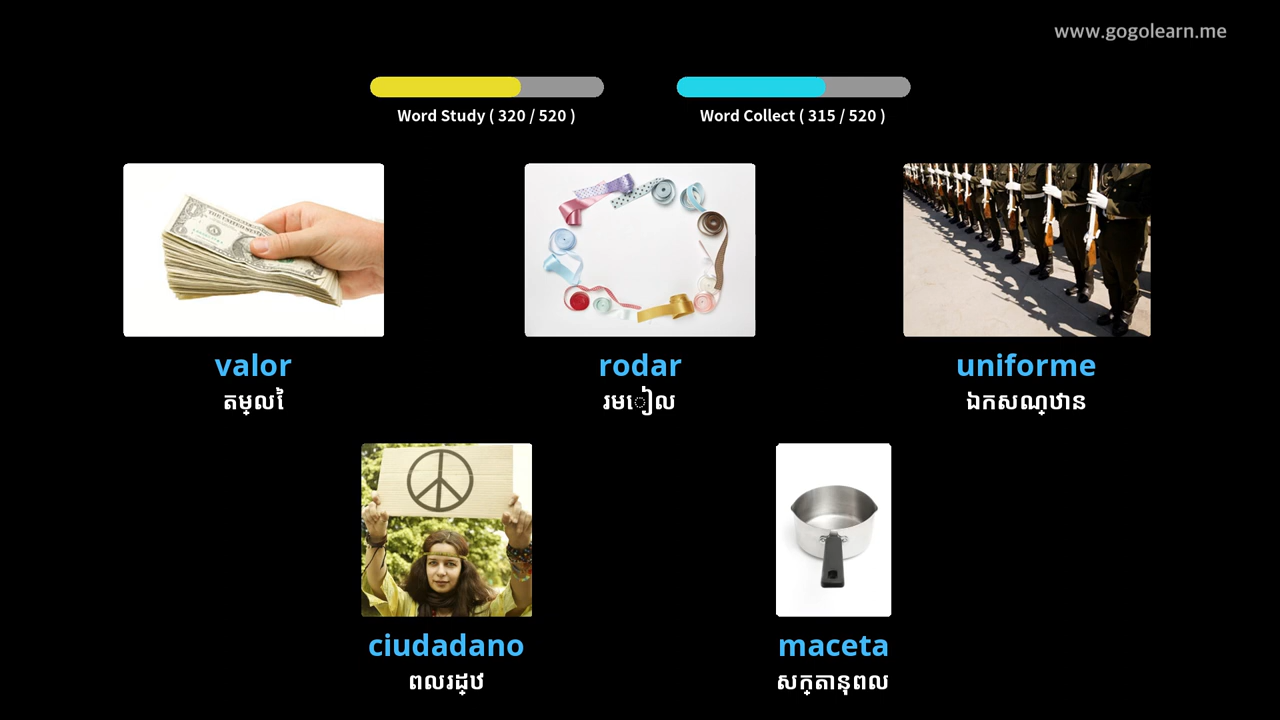 www.gogolearn.me
Word Study ( 320 / 520 )
Word Collect ( 315 / 520 )
valor
តម្លៃ
rodar
រមៀល
uniforme
ឯកសណ្ឋាន
ciudadano
ពលរដ្ឋ
maceta
សក្តានុពល